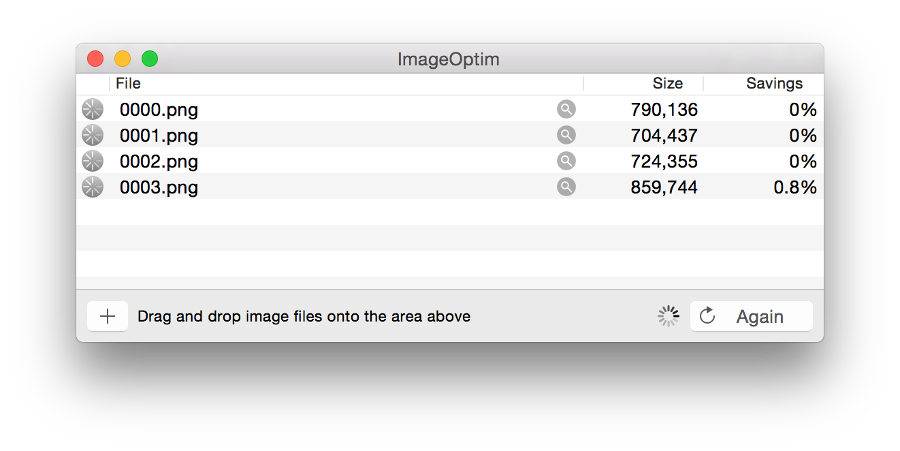 ImageOptim
File Size Savings
0000.png 790,136 0%
0001.png 704,437 0%
0002.png 724,355 0%
0003.png 859,744 0.8%
Drag and drop image files onto the area above Again